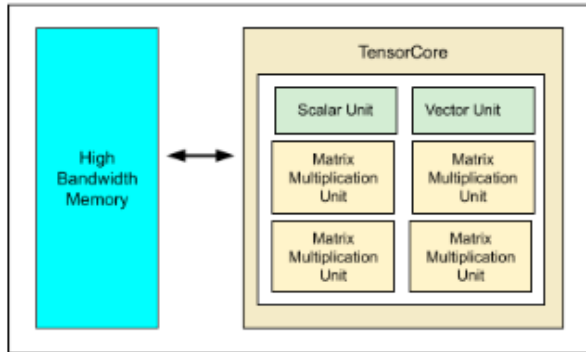 TensorCore
High
Bandwidth
Memory
Scalar Unit
Vector Unit
Matrix
Multiplication
Unit
Matrix
Multiplication
Unit
Matrix
Multiplication
Unit
Matrix
Multiplication
Unit